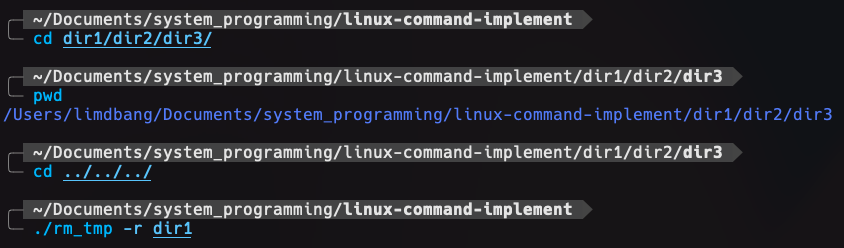 ~/Documents/system_programming/linux-command-implement
cd dir1/dir2/dir3/
~/Documents/system_programming/linux-command-implement/dir1/dir2/dir3
pwd
/Users/limdbang/Documents/system_programming/linux-command-implement/dir1/dir2/dir3
~/Documents/system_programming/linux-command-implement/dir1/dir2/dir3
cd ../../../
~/Documents/system_programming/linux-command-implement
./rm_tmp -r dir1